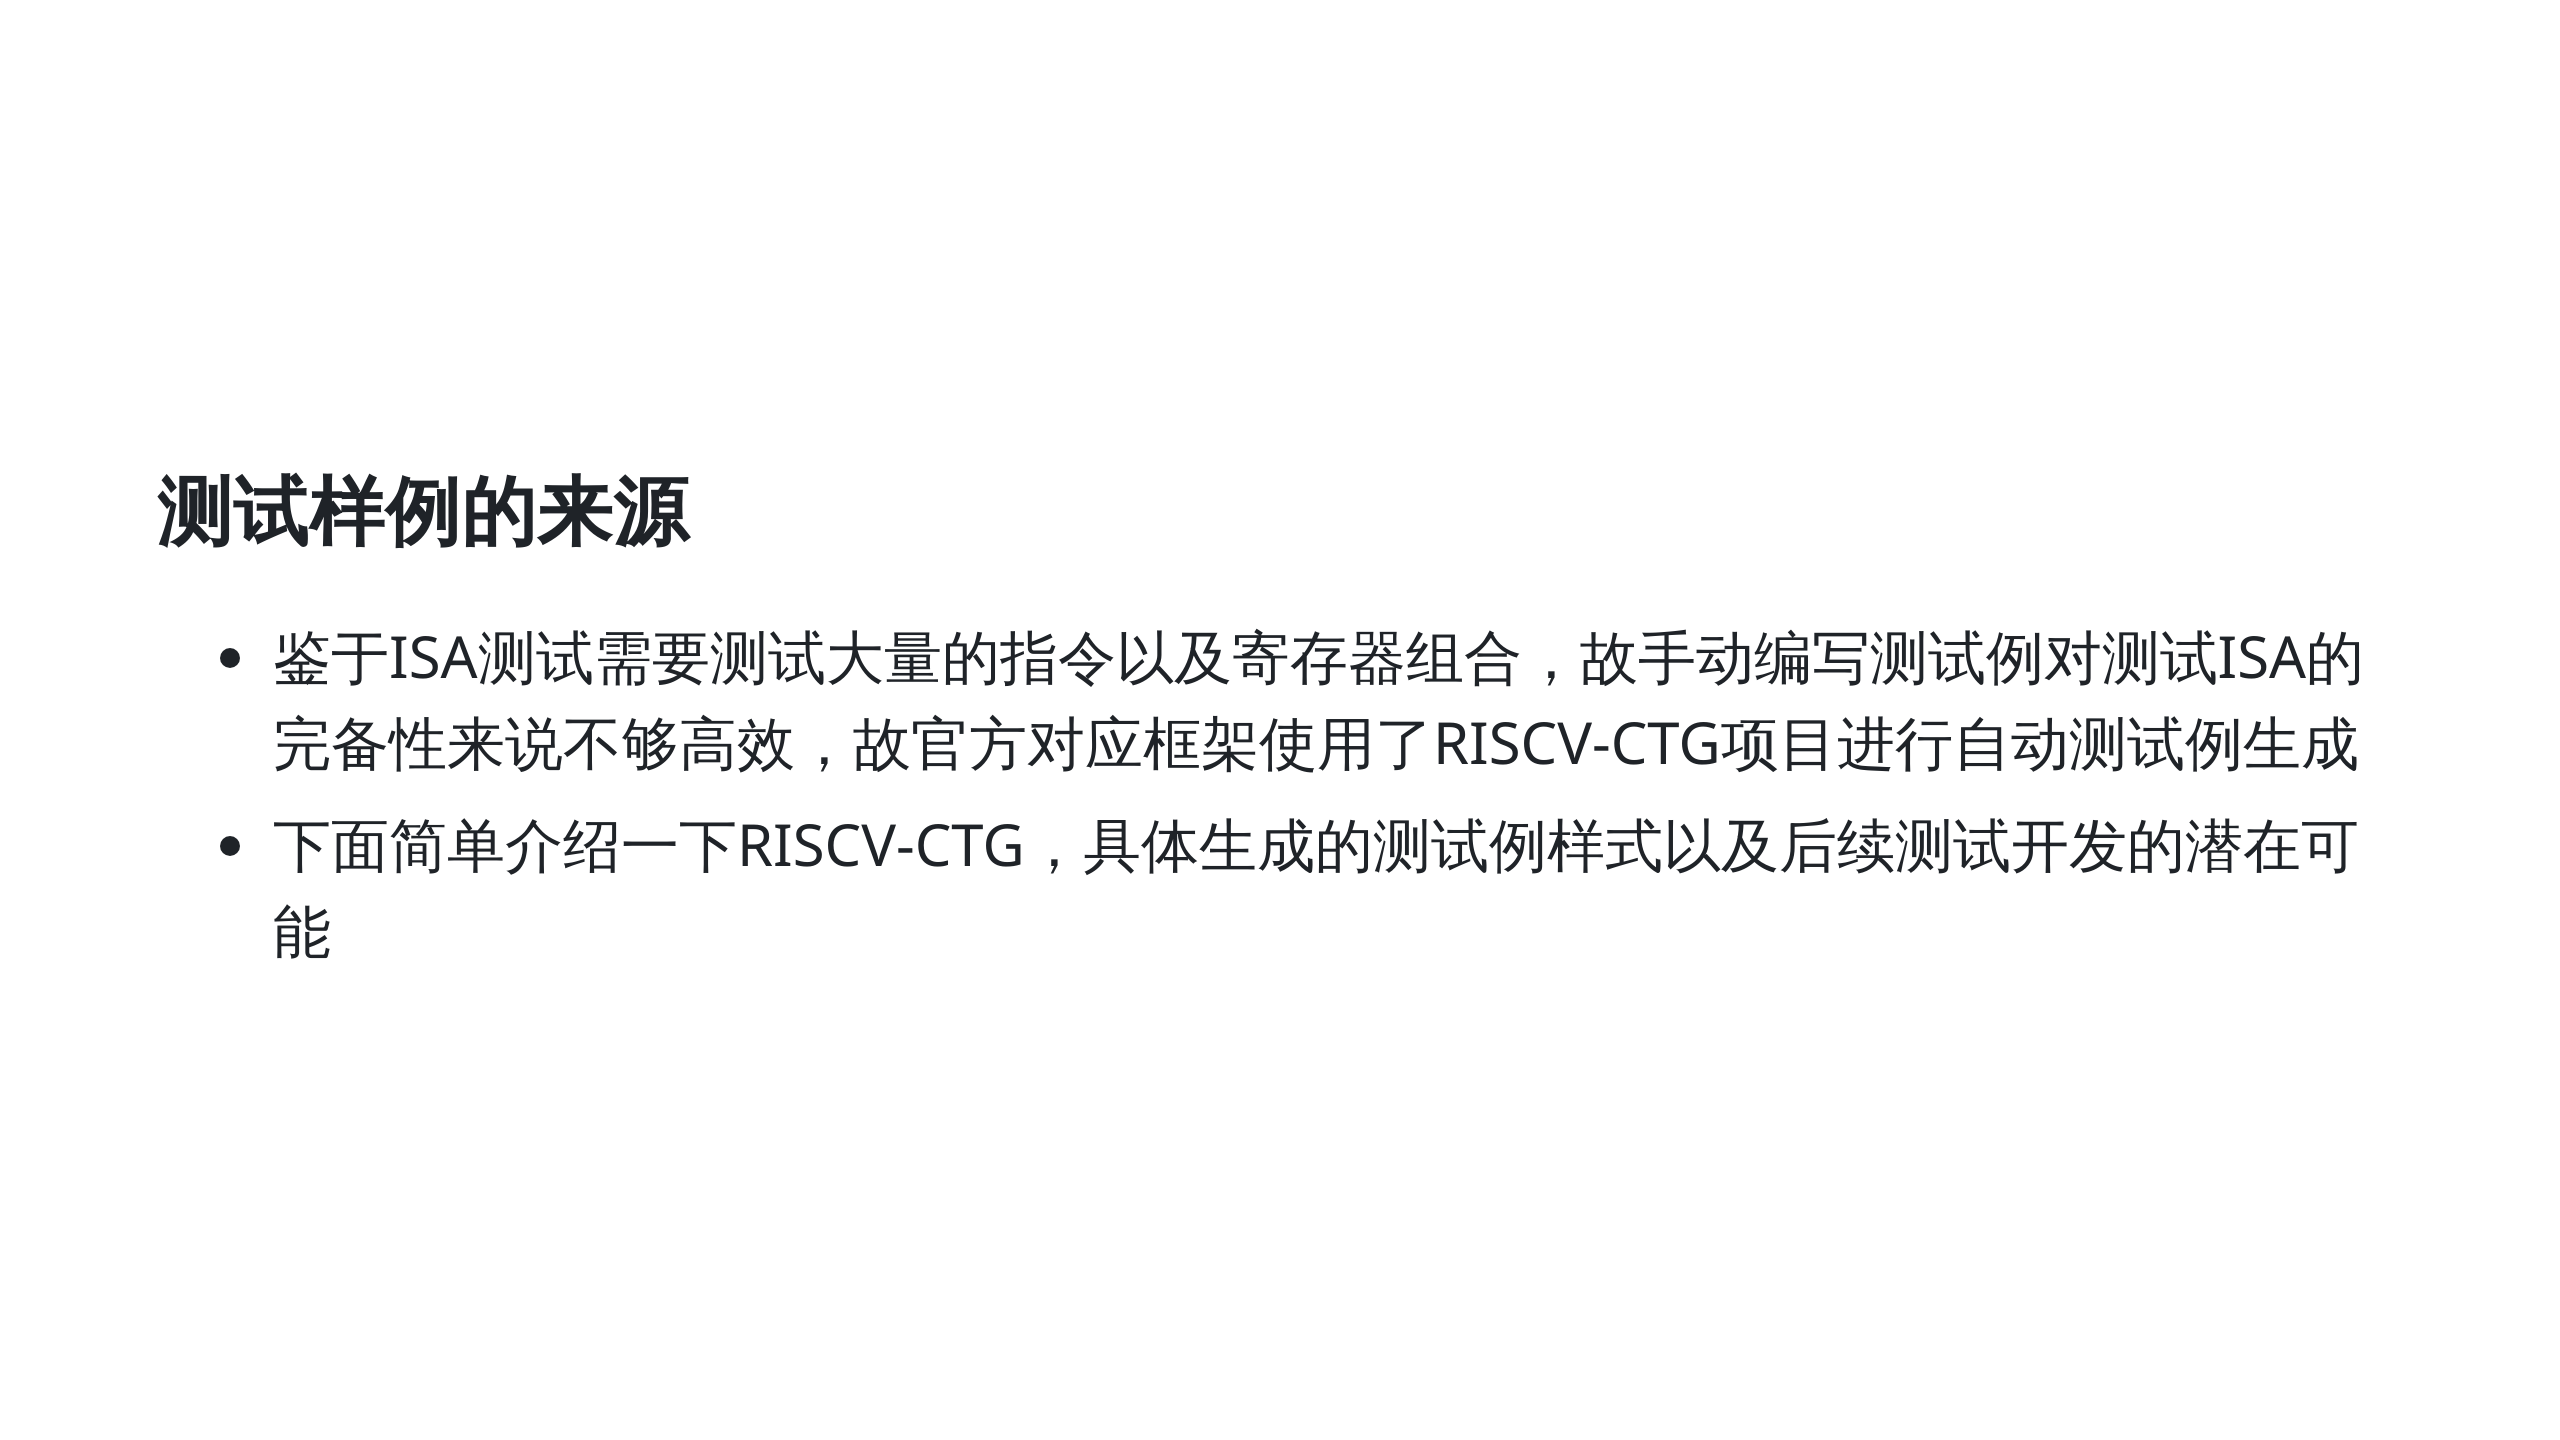 测试样例的来源
鉴于ISA测试需要测试大量的指令以及寄存器组合，故手动编写测试例对测试ISA的
完备性来说不够高效，故官方对应框架使用了RISCV-CTG项目进行自动测试例生成
下面简单介绍一下RISCV-CTG，具体生成的测试例样式以及后续测试开发的潜在可
能